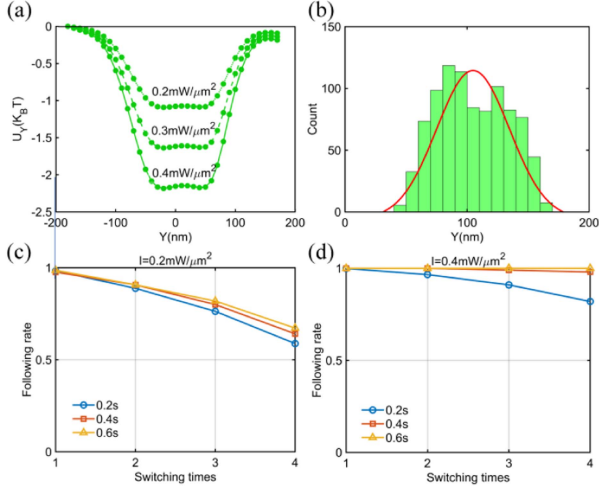 (a)
0
-0.5
-1
-1.5
-2
-2.5
U_Y(K_BT)
0.2mW/μm²
0.3mW/μm²
0.4mW/μm²
-200
-100
0
100
200
Y(nm)
(b)
150
100
50
0
Count
0
100
200
Y(nm)
(c)
I=0.2mW/μm²
1
0.5
0
Following rate
0.2s
0.4s
0.6s
1
2
3
4
Switching times
(d)
I=0.4mW/μm²
1
0.5
0
Following rate
0.2s
0.4s
0.6s
1
2
3
4
Switching times